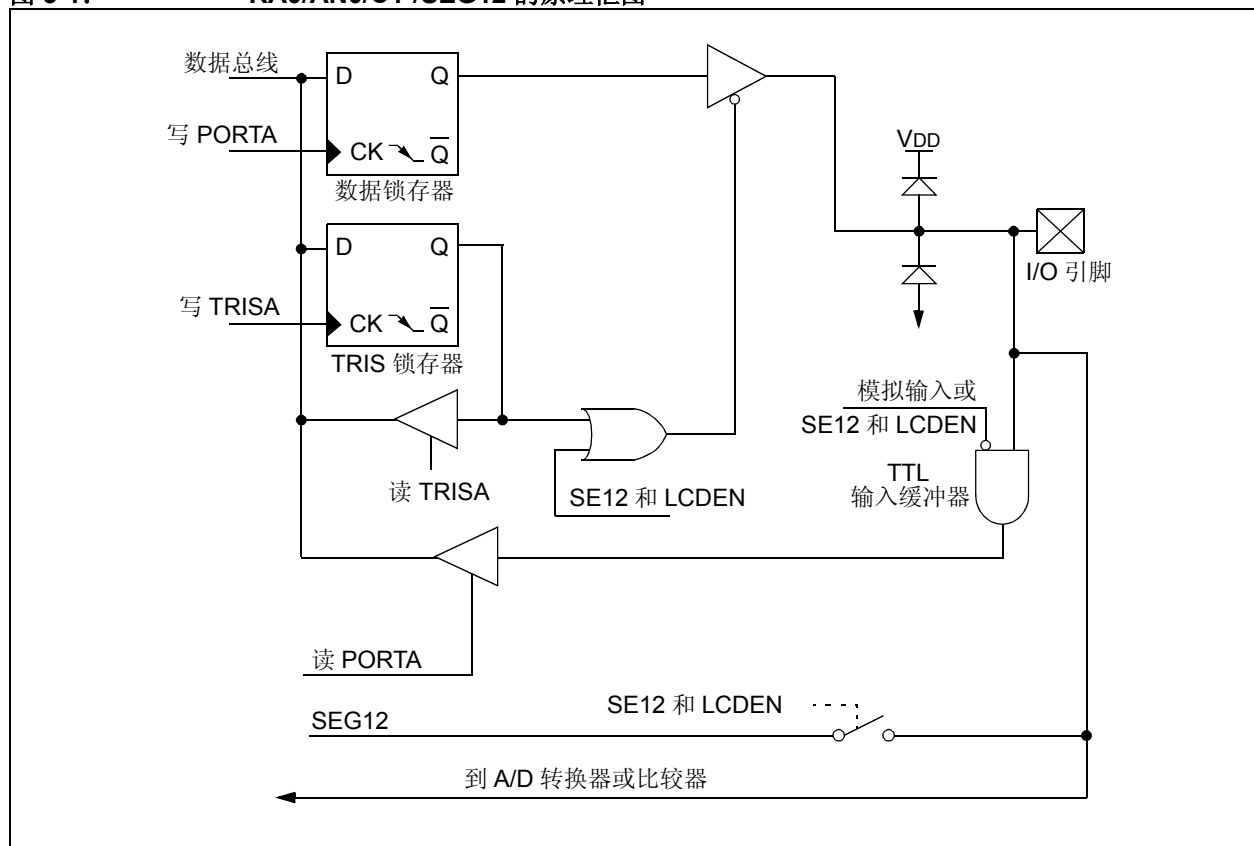 数据总线
D
Q
写 PORTA
CK
Q
数据锁存器
VDD
D
Q
I/O 引脚
写 TRISA
CK
Q
TRIS 锁存器
模拟输入或
SE12 和 LCDEN
TTL
输入缓冲器
读 TRISA
SE12 和 LCDEN
读 PORTA
SE12 和 LCDEN
SEG12
到 A/D 转换器或比较器